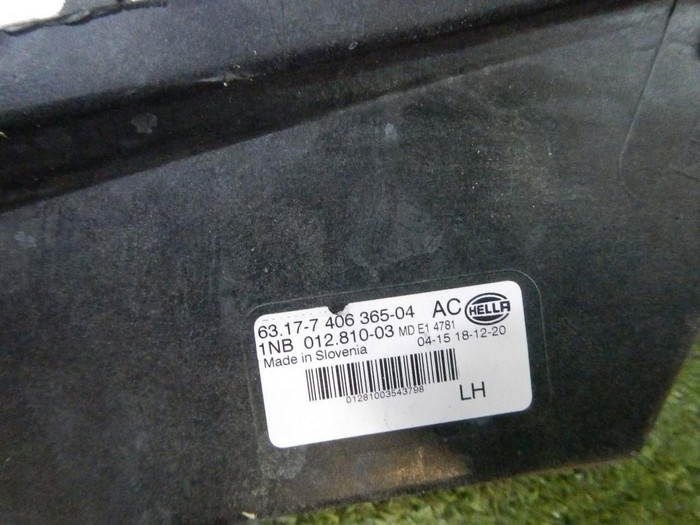 63.17-7 406 365-04 AC HELLA
1NB 012.810-03 MD E1 4781
04-15 18-12-20
Made in Slovenia
01281003543798
LH